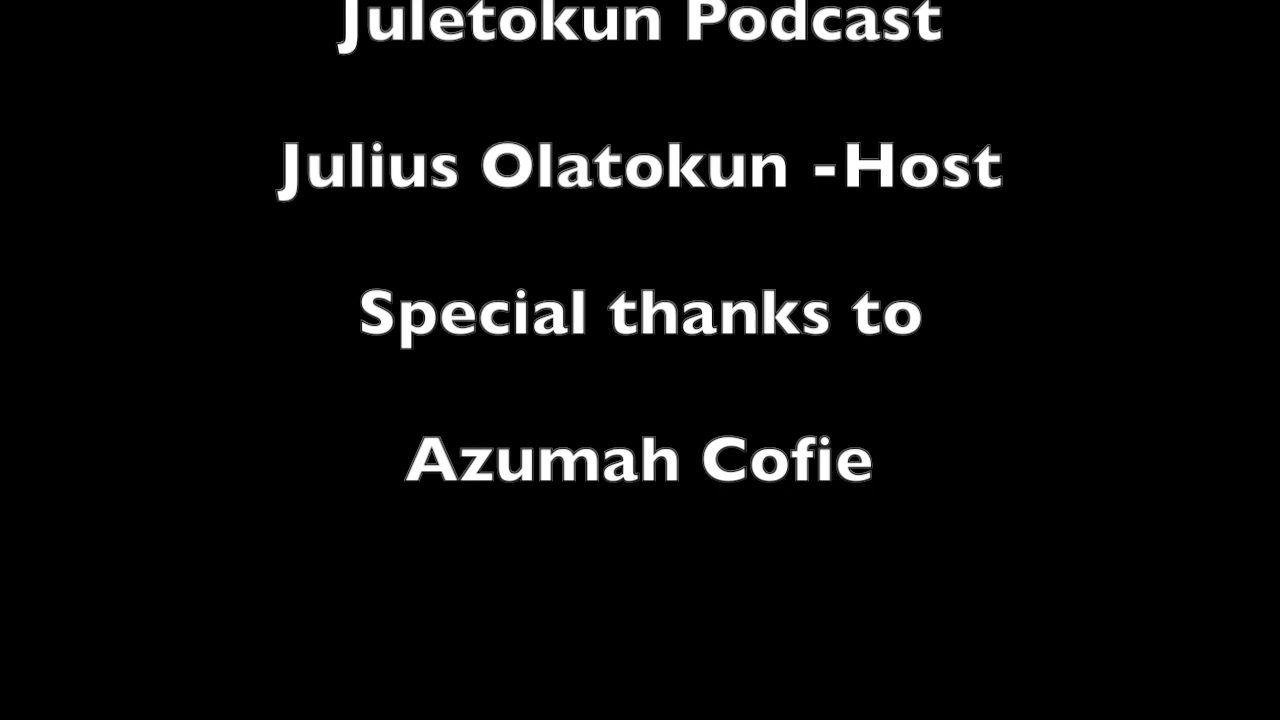 Juletokun Podcast
Julius Olatokun -Host
Special thanks to
Azumah Cofie